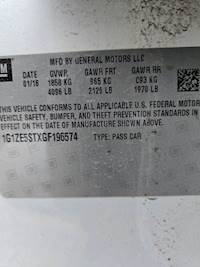 GM
MFD BY GENERAL MOTORS LLC
DATE GVWR GAWR FRT GAWR RR
01/16 1858 KG 965 KG 893 KG
4096 LB 2129 LB 1970 LB
THIS VEHICLE CONFORMS TO ALL APPLICABLE U.S. FEDERAL MOTOR
VEHICLE SAFETY, BUMPER, AND THEFT PREVENTION STANDARDS IN
EFFECT ON THE DATE OF MANUFACTURE SHOWN ABOVE.
1G1ZE5STXGF196574 TYPE: PASS CAR